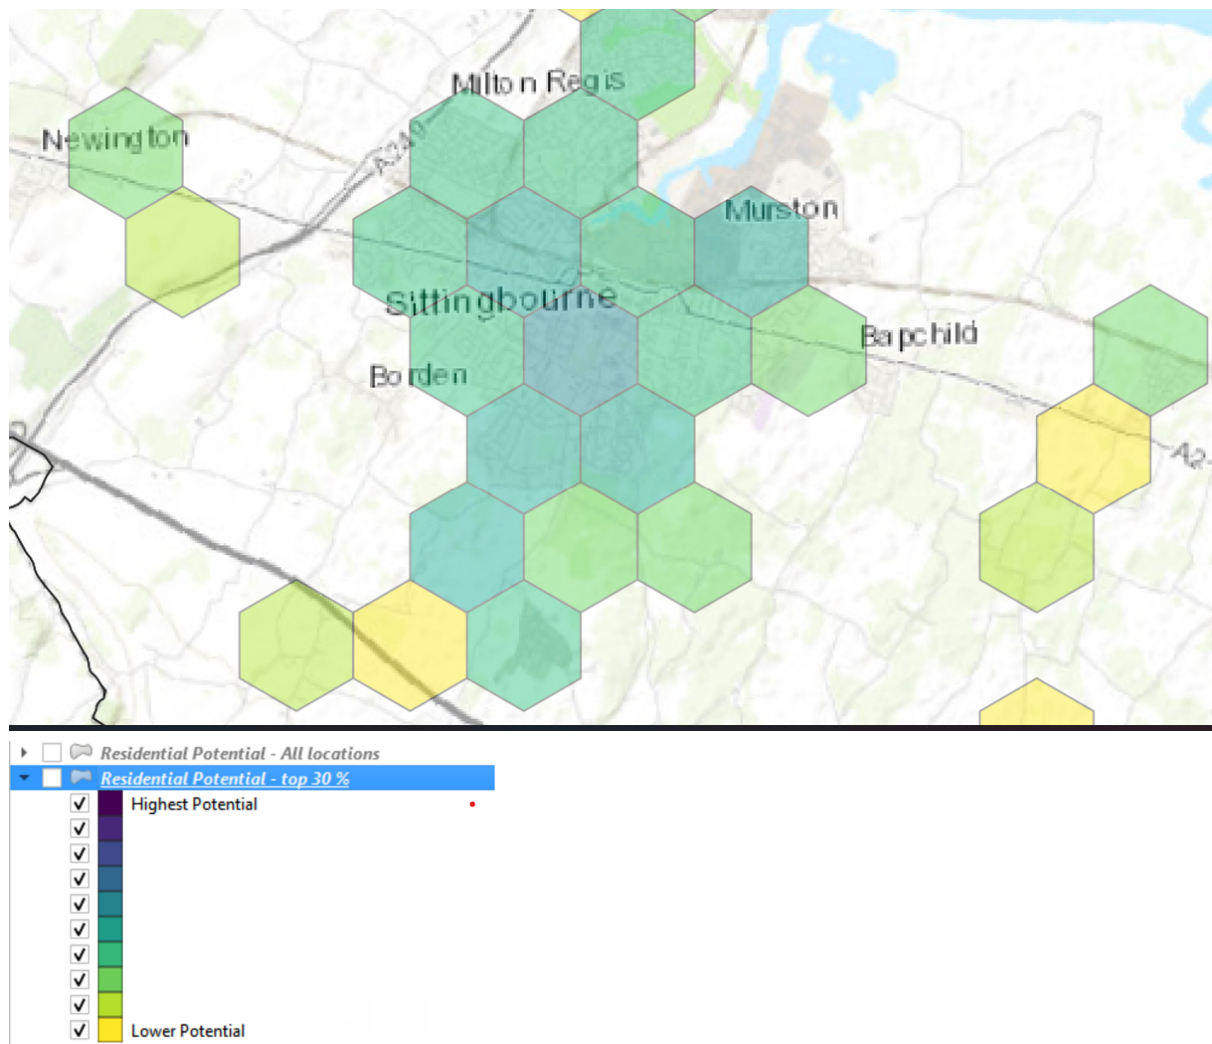 Milton Regis
Newington
A249
Murston
Sittingbourne
Bapchild
Borden
A2
Residential Potential - All locations
Residential Potential - top 30 %
Highest Potential
Lower Potential